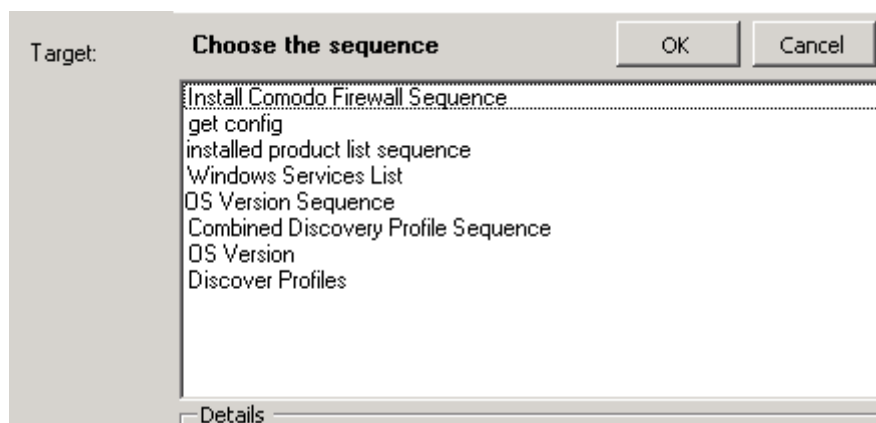 Target:
Choose the sequence
OK
Cancel
Install Comodo Firewall Sequence
get config
installed product list sequence
Windows Services List
OS Version Sequence
Combined Discovery Profile Sequence
OS Version
Discover Profiles
Details